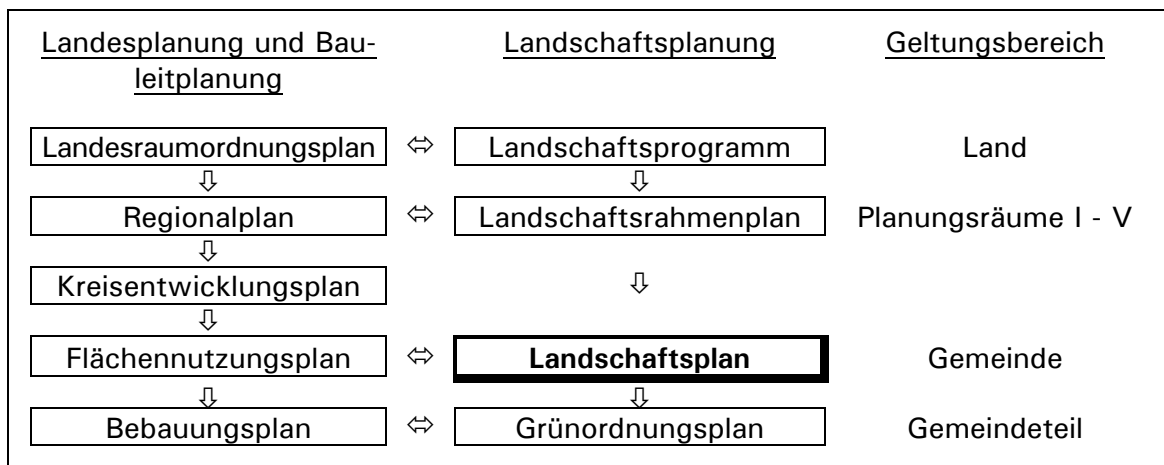 Landesplanung und Bau-
leitplanung
Landschaftsplanung
Geltungsbereich
Landesraumordnungsplan ⬄ Landschaftsprogramm Land
⇩ ⇩
Regionalplan ⬄ Landschaftsrahmenplan Planungsräume I - V
⇩
Kreisentwicklungsplan ⇩
⇩
Flächennutzungsplan ⬄ Landschaftsplan Gemeinde
⇩ ⇩
Bebauungsplan ⬄ Grünordnungsplan Gemeindeteil